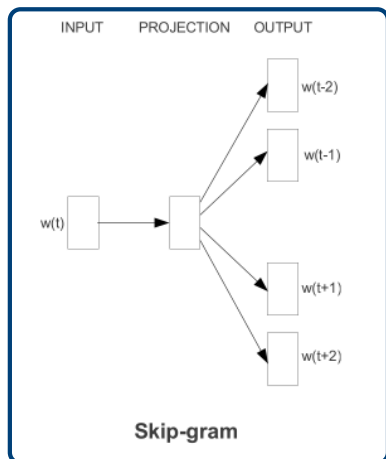 INPUT PROJECTION OUTPUT
w(t-2)
w(t-1)
w(t)
w(t+1)
w(t+2)
Skip-gram